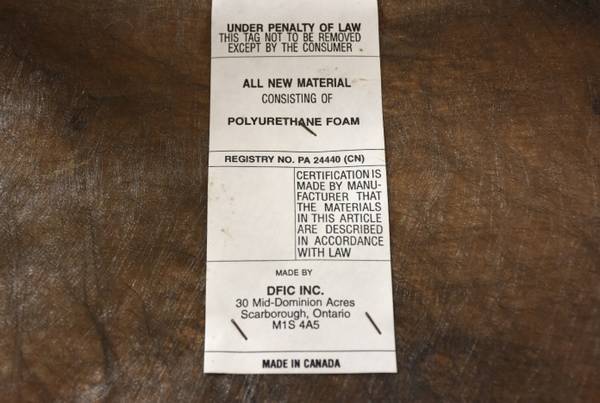 UNDER PENALTY OF LAW
THIS TAG NOT TO BE REMOVED
EXCEPT BY THE CONSUMER
ALL NEW MATERIAL
CONSISTING OF
POLYURETHANE FOAM
REGISTRY NO. PA 24440 (CN)
CERTIFICATION IS
MADE BY MANU-
FACTURER THAT
THE MATERIALS
IN THIS ARTICLE
ARE DESCRIBED
IN ACCORDANCE
WITH LAW
MADE BY
DFIC INC.
30 Mid-Dominion Acres
Scarborough, Ontario
M1S 4A5
MADE IN CANADA